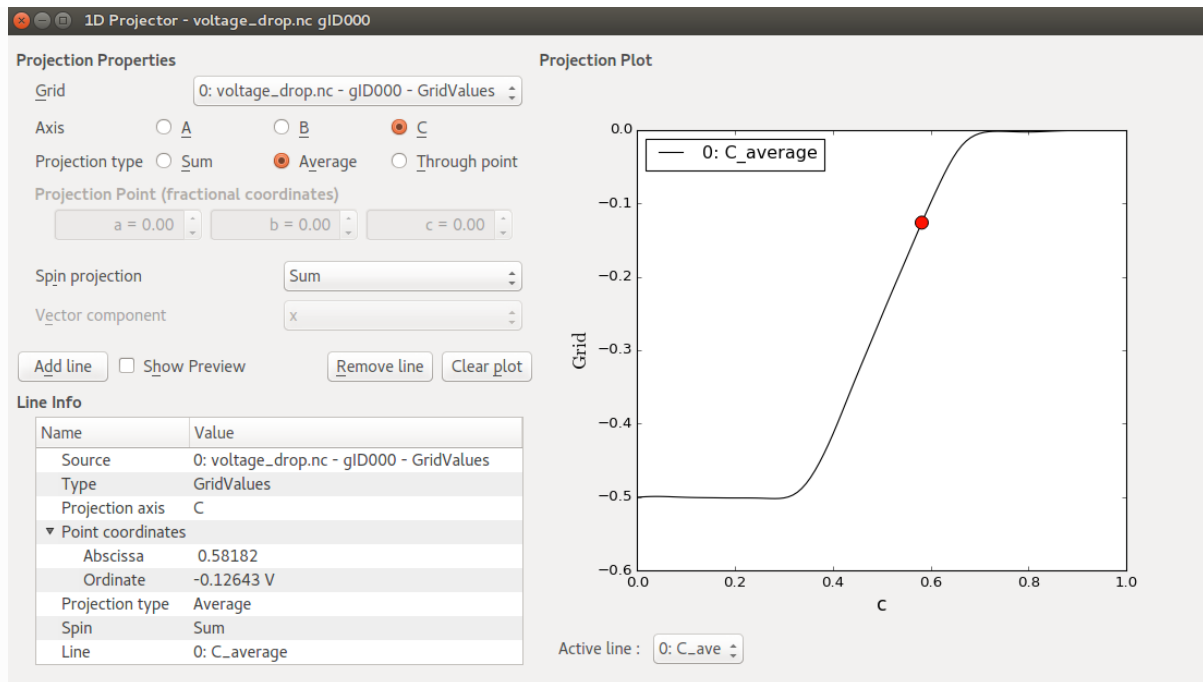 1D Projector - voltage_drop.nc gID000
Projection Properties
Grid 0: voltage_drop.nc - gID000 - GridValues
Axis A B C
Projection type Sum Average Through point
Projection Point (fractional coordinates)
a = 0.00 b = 0.00 c = 0.00
Spin projection Sum
Vector component x
Add line Show Preview Remove line Clear plot
Line Info
Name Value
Source 0: voltage_drop.nc - gID000 - GridValues
Type GridValues
Projection axis C
Point coordinates
Abscissa 0.58182
Ordinate -0.12643 V
Projection type Average
Spin Sum
Line 0: C_average
Projection Plot
0: C_average
0.0
−0.1
−0.2
−0.3
−0.4
−0.5
−0.6
Grid
0.0 0.2 0.4 0.6 0.8 1.0
c
Active line : 0: C_ave